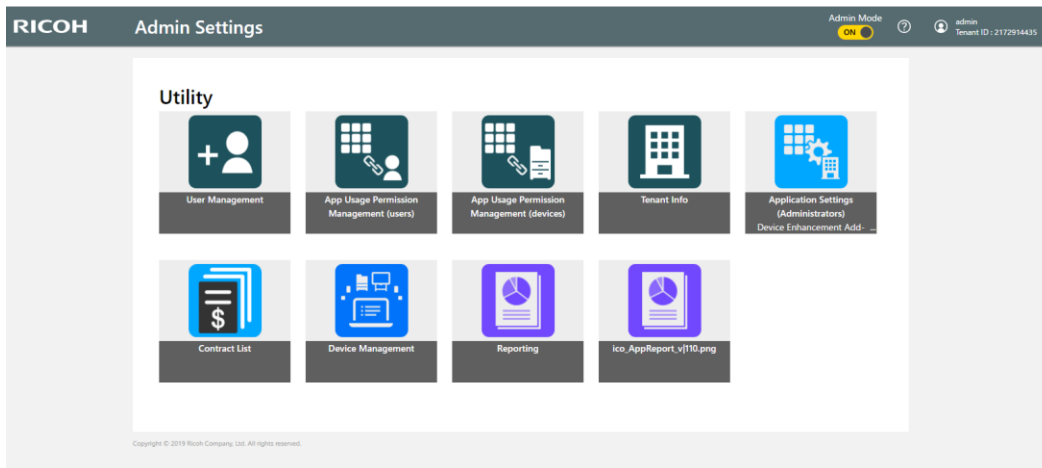 RICOH
Admin Settings
Admin Mode
ON
?
admin
Tenant ID : 2172914435
Utility
User Management
App Usage Permission
Management (users)
App Usage Permission
Management (devices)
Tenant Info
Application Settings
(Administrators)
Device Enhancement Add- ...
$
Contract List
Device Management
Reporting
ico_AppReport_v|110.png
Copyright © 2019 Ricoh Company, Ltd. All rights reserved.